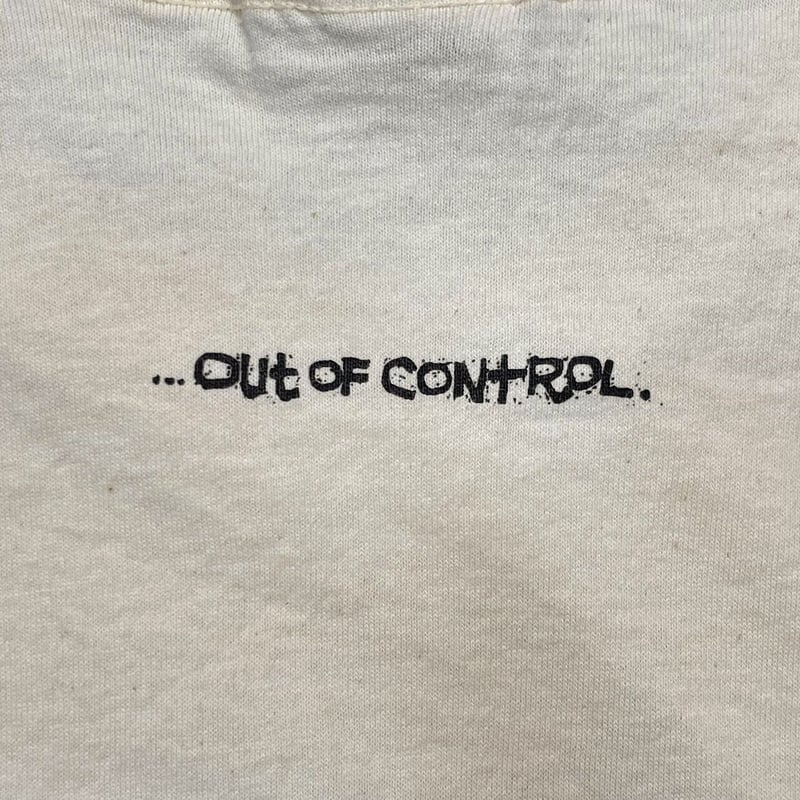 ...OUt OF CONtROL.